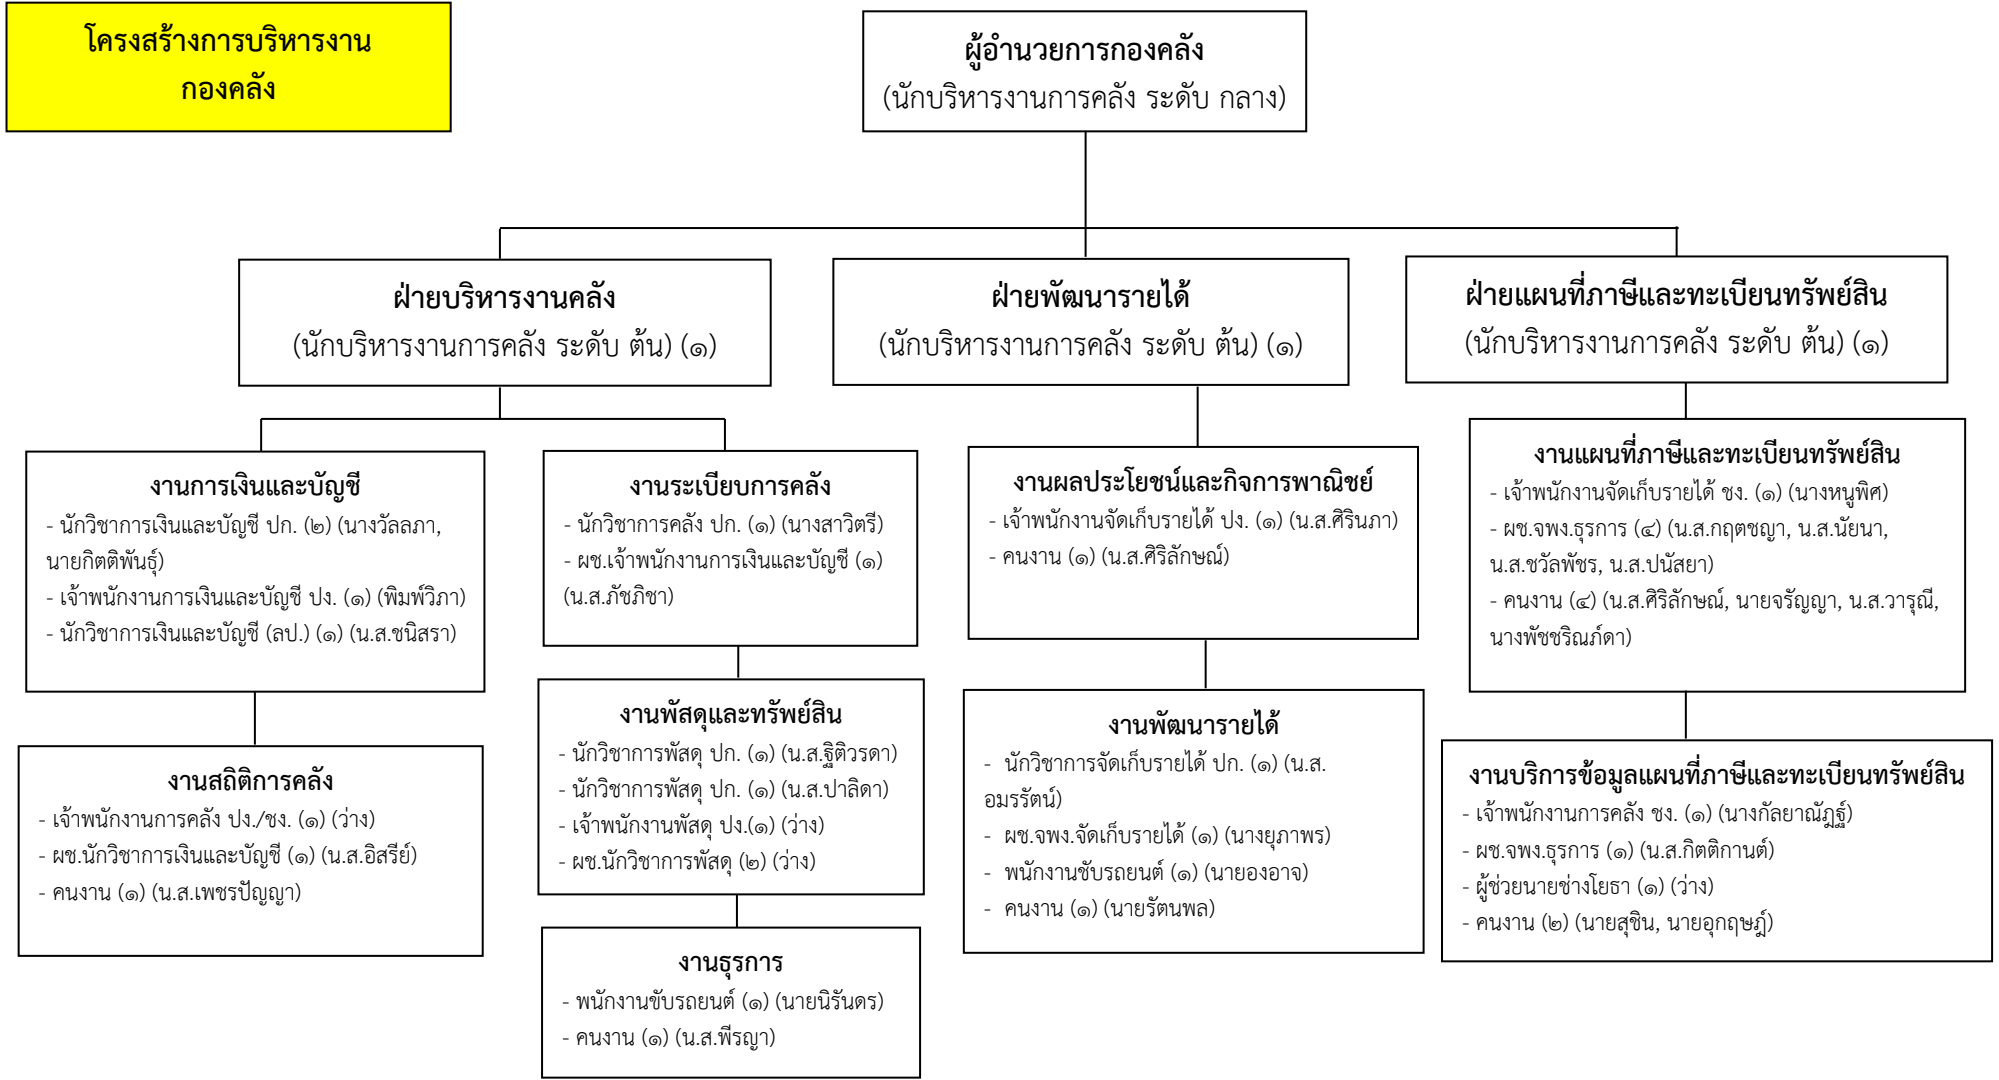 โครงสร้างการบริหารงาน
กองคลัง
ผู้อำนวยการกองคลัง
(นักบริหารงานการคลัง ระดับ กลาง)
ฝ่ายบริหารงานคลัง
(นักบริหารงานการคลัง ระดับ ต้น) (๑)
ฝ่ายพัฒนารายได้
(นักบริหารงานการคลัง ระดับ ต้น) (๑)
ฝ่ายแผนที่ภาษีและทะเบียนทรัพย์สิน
(นักบริหารงานการคลัง ระดับ ต้น) (๑)
งานการเงินและบัญชี
- นักวิชาการเงินและบัญชี ปก. (๒) (นางวัลลภา,
นายกิตติพันธุ์)
- เจ้าพนักงานการเงินและบัญชี ปง. (๑) (พิมพ์วิภา)
- นักวิชาการเงินและบัญชี (ลป.) (๑) (น.ส.ชนิสรา)
งานสถิติการคลัง
- เจ้าพนักงานการคลัง ปง./ชง. (๑) (ว่าง)
- ผช.นักวิชาการเงินและบัญชี (๑) (น.ส.อิสรีย์)
- คนงาน (๑) (น.ส.เพชรปัญญา)
งานระเบียบการคลัง
- นักวิชาการคลัง ปก. (๑) (นางสาวิตรี)
- ผช.เจ้าพนักงานการเงินและบัญชี (๑)
(น.ส.ภัชภิชา)
งานพัสดุและทรัพย์สิน
- นักวิชาการพัสดุ ปก. (๑) (น.ส.ฐิติวรดา)
- นักวิชาการพัสดุ ปก. (๑) (น.ส.ปาลิดา)
- เจ้าพนักงานพัสดุ ปง.(๑) (ว่าง)
- ผช.นักวิชาการพัสดุ (๒) (ว่าง)
งานธุรการ
- พนักงานขับรถยนต์ (๑) (นายนิรันดร)
- คนงาน (๑) (น.ส.พีรญา)
งานผลประโยชน์และกิจการพาณิชย์
- เจ้าพนักงานจัดเก็บรายได้ ปง. (๑) (น.ส.ศิรินภา)
- คนงาน (๑) (น.ส.ศิริลักษณ์)
งานพัฒนารายได้
- นักวิชาการจัดเก็บรายได้ ปก. (๑) (น.ส.
อมรรัตน์)
- ผช.จพง.จัดเก็บรายได้ (๑) (นางยุภาพร)
- พนักงานขับรถยนต์ (๑) (นายองอาจ)
- คนงาน (๑) (นายรัตนพล)
งานแผนที่ภาษีและทะเบียนทรัพย์สิน
- เจ้าพนักงานจัดเก็บรายได้ ชง. (๑) (นางหนูพิศ)
- ผช.จพง.ธุรการ (๔) (น.ส.กฤตชญา, น.ส.นัยนา,
น.ส.ชวัลพัชร, น.ส.ปนัสยา)
- คนงาน (๔) (น.ส.ศิริลักษณ์, นายจรัญญา, น.ส.วารุณี,
นางพัชชริณภ์ดา)
งานบริการข้อมูลแผนที่ภาษีและทะเบียนทรัพย์สิน
- เจ้าพนักงานการคลัง ชง. (๑) (นางกัลยาณัฏฐ์)
- ผช.จพง.ธุรการ (๑) (น.ส.กิตติกานต์)
- ผู้ช่วยนายช่างโยธา (๑) (ว่าง)
- คนงาน (๒) (นายสุชิน, นายอุกฤษฎ์)